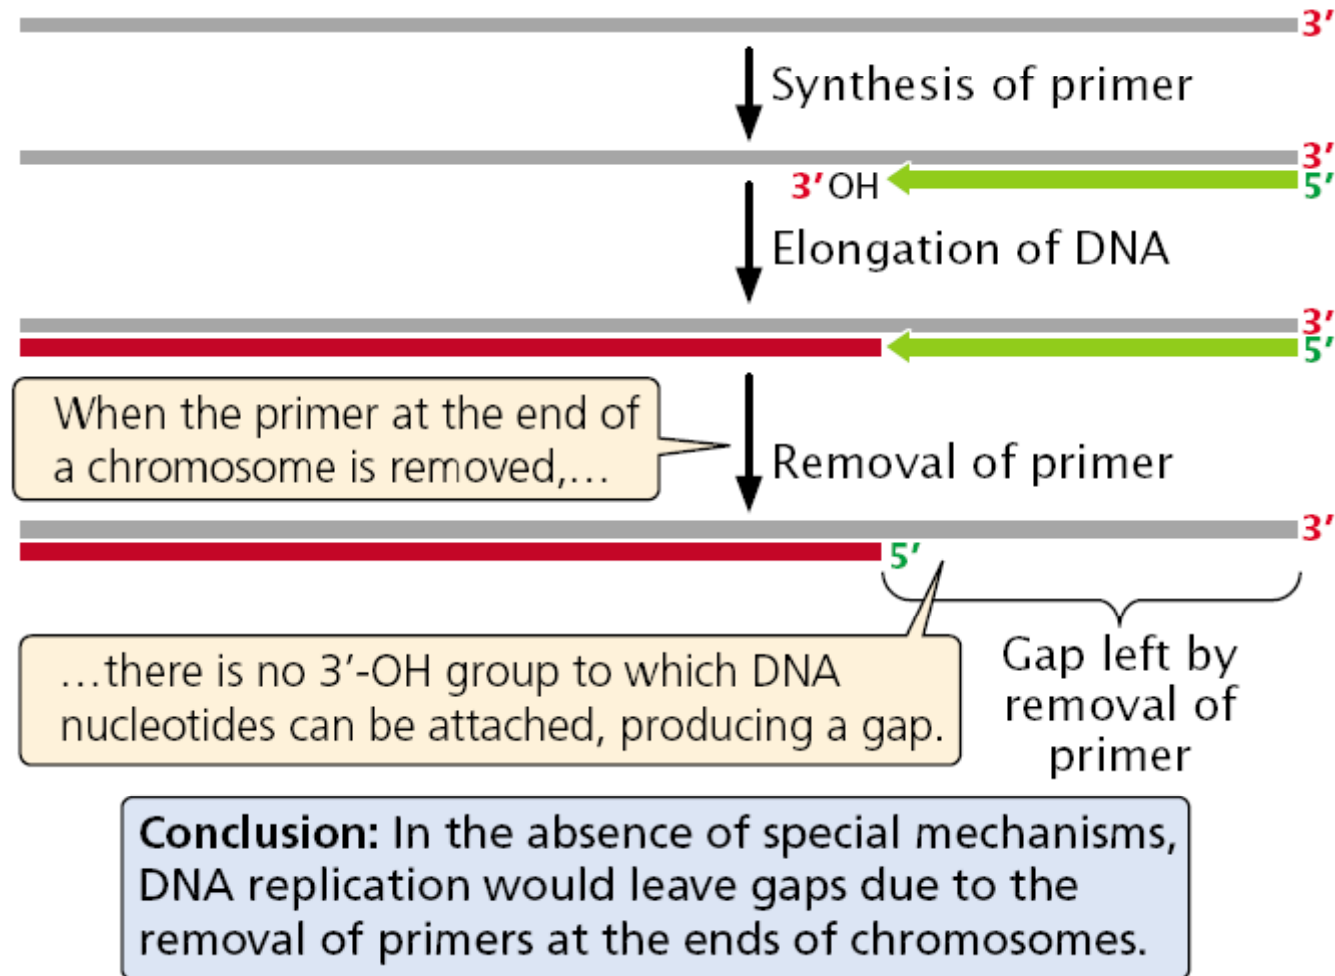 3′
Synthesis of primer
3′
3′OH
5′
Elongation of DNA
3′
5′
When the primer at the end of
a chromosome is removed,…
Removal of primer
3′
5′
…there is no 3′-OH group to which DNA
nucleotides can be attached, producing a gap.
Gap left by
removal of
primer
Conclusion: In the absence of special mechanisms,
DNA replication would leave gaps due to the
removal of primers at the ends of chromosomes.